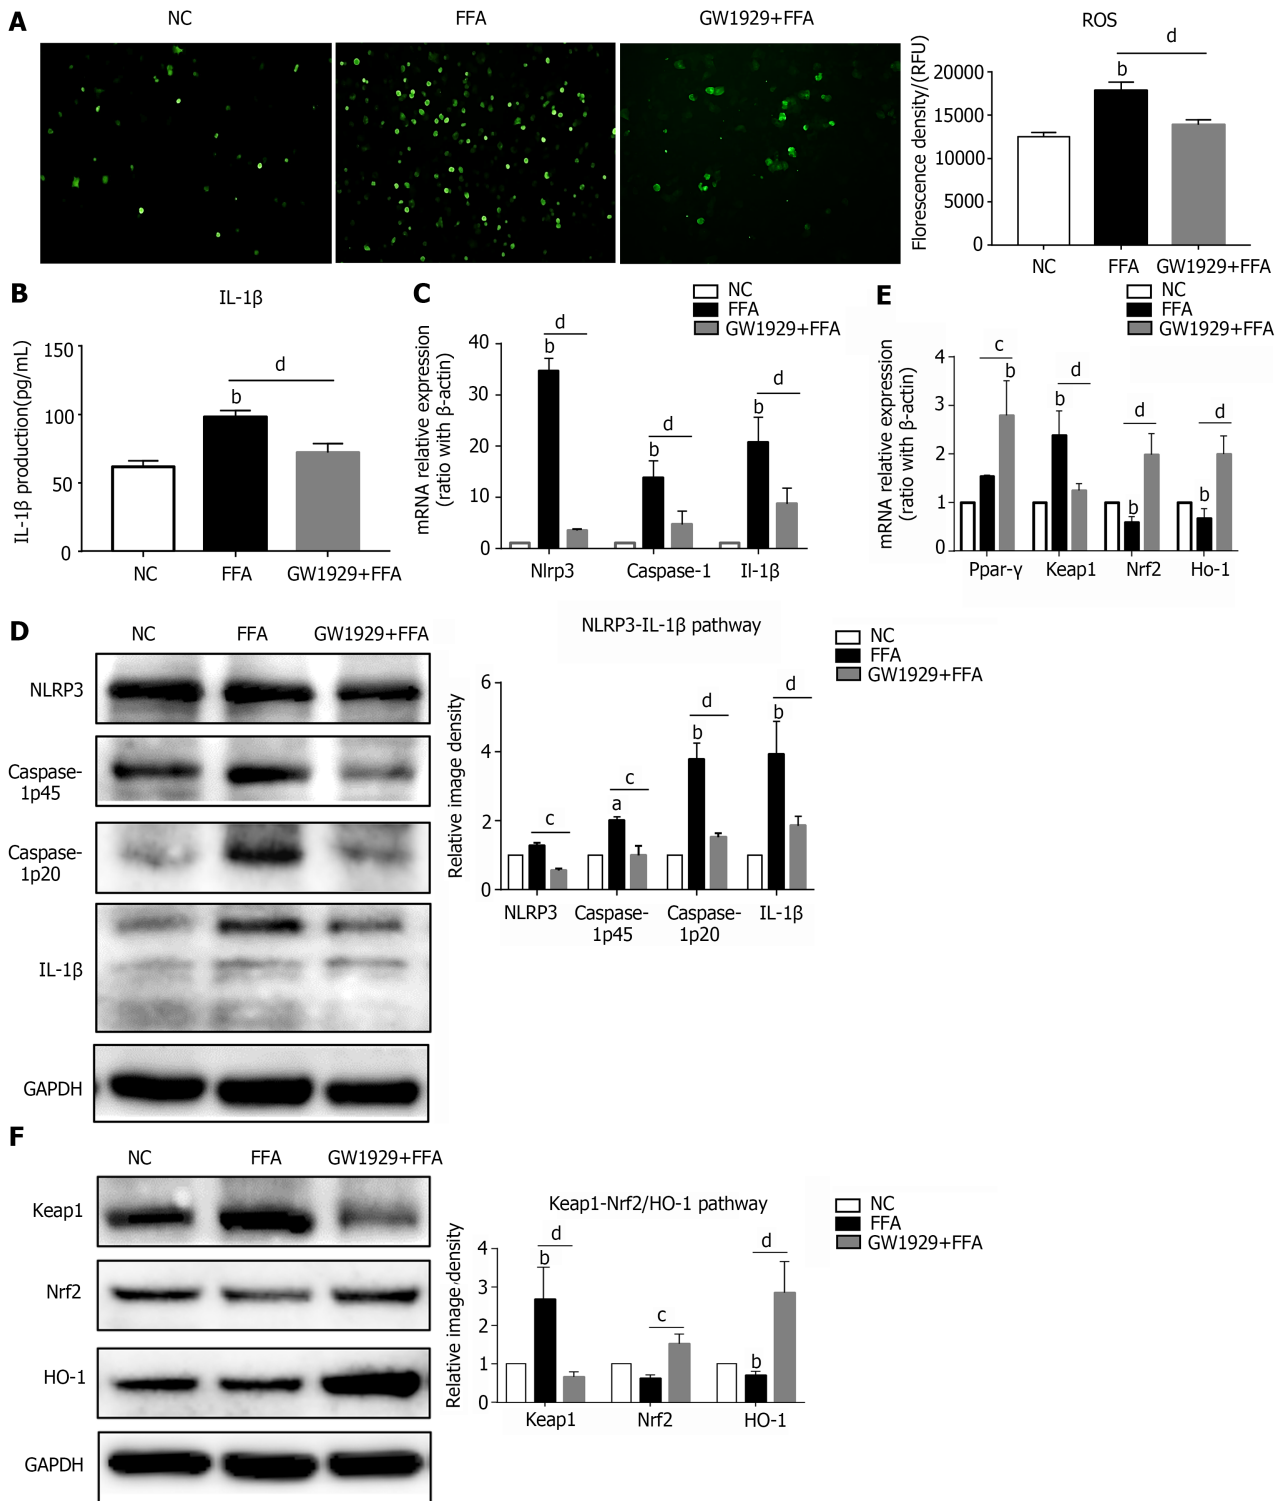 A
NC
FFA
GW1929+FFA
ROS
Florescence density/(RFU)
20000
15000
10000
5000
0
d
b
NC
FFA
GW1929+FFA
B
IL-1β
IL-1β production(pg/mL)
150
100
50
0
d
b
NC
FFA
GW1929+FFA
C
NC
FFA
GW1929+FFA
mRNA relative expression
(ratio with β-actin)
40
30
20
10
0
d
b
d
b
d
b
Nlrp3
Caspase-1
Il-1β
E
NC
FFA
GW1929+FFA
mRNA relative expression
(ratio with β-actin)
4
3
2
1
0
c
b
d
b
d
b
d
b
Ppar-γ
Keap1
Nrf2
Ho-1
D
NC
FFA
GW1929+FFA
NLRP3
Caspase-
1p45
Caspase-
1p20
IL-1β
GAPDH
NLRP3-IL-1β pathway
NC
FFA
GW1929+FFA
Relative image density
6
4
2
0
c
c
a
d
b
d
b
NLRP3
Caspase-
1p45
Caspase-
1p20
IL-1β
F
NC
FFA
GW1929+FFA
Keap1
Nrf2
HO-1
GAPDH
Keap1-Nrf2/HO-1 pathway
NC
FFA
GW1929+FFA
Relative image density
4
3
2
1
0
d
b
c
d
b
Keap1
Nrf2
HO-1